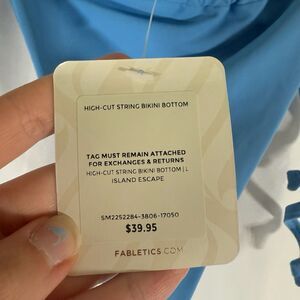 HIGH-CUT STRING BIKINI BOTTOM
TAG MUST REMAIN ATTACHED
FOR EXCHANGES & RETURNS
HIGH-CUT STRING BIKINI BOTTOM | L
ISLAND ESCAPE
SM2252284-3806-17050
$39.95
FABLETICS.COM